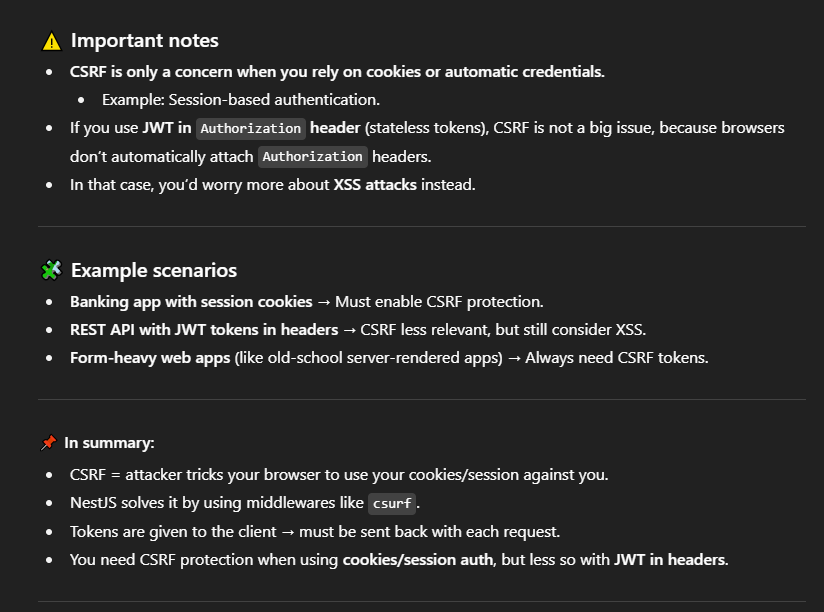 ⚠️ Important notes
• CSRF is only a concern when you rely on cookies or automatic credentials.
• Example: Session-based authentication.
• If you use JWT in Authorization header (stateless tokens), CSRF is not a big issue, because browsers
don’t automatically attach Authorization headers.
• In that case, you’d worry more about XSS attacks instead.
🧩 Example scenarios
• Banking app with session cookies → Must enable CSRF protection.
• REST API with JWT tokens in headers → CSRF less relevant, but still consider XSS.
• Form-heavy web apps (like old-school server-rendered apps) → Always need CSRF tokens.
📌 In summary:
• CSRF = attacker tricks your browser to use your cookies/session against you.
• NestJS solves it by using middlewares like csurf.
• Tokens are given to the client → must be sent back with each request.
• You need CSRF protection when using cookies/session auth, but less so with JWT in headers.